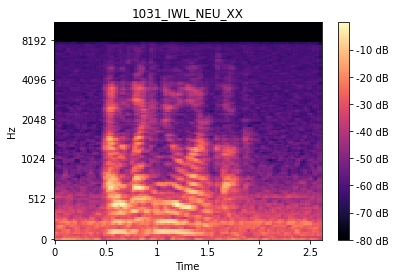 1031_IWL_NEU_XX
Hz
8192
4096
2048
1024
512
0
0
0.5
1
1.5
2
2.5
Time
-10 dB
-20 dB
-30 dB
-40 dB
-50 dB
-60 dB
-70 dB
-80 dB